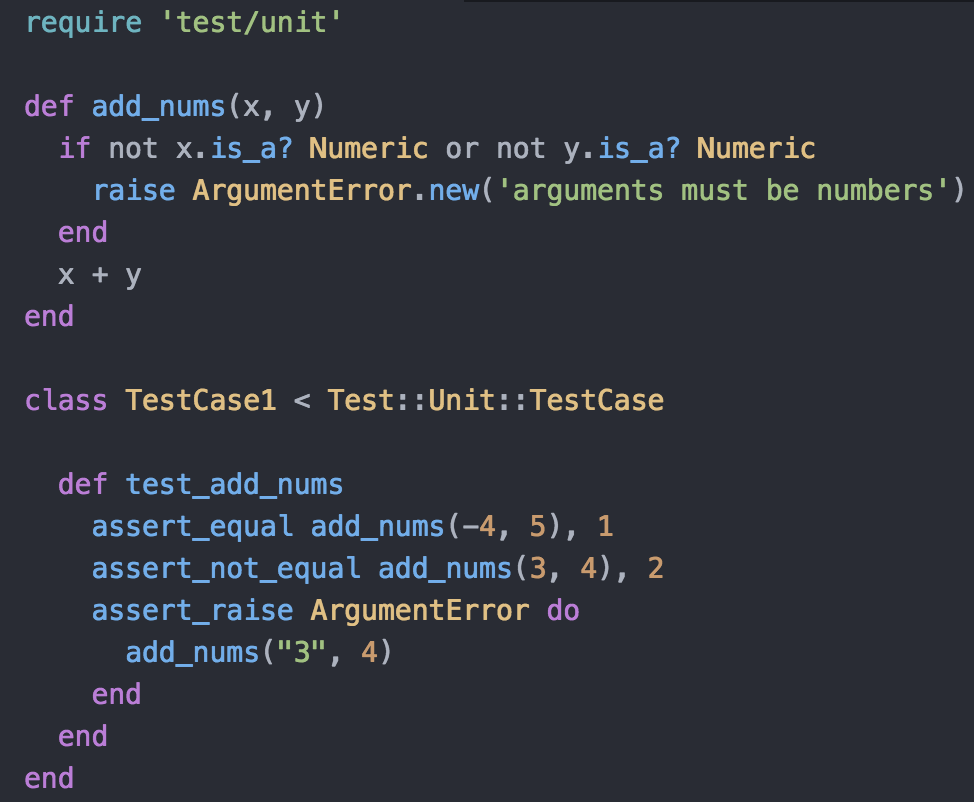 require 'test/unit'

def add_nums(x, y)
  if not x.is_a? Numeric or not y.is_a? Numeric
    raise ArgumentError.new('arguments must be numbers')
  end
  x + y
end

class TestCase1 < Test::Unit::TestCase

  def test_add_nums
    assert_equal add_nums(-4, 5), 1
    assert_not_equal add_nums(3, 4), 2
    assert_raise ArgumentError do
      add_nums("3", 4)
    end
  end
end